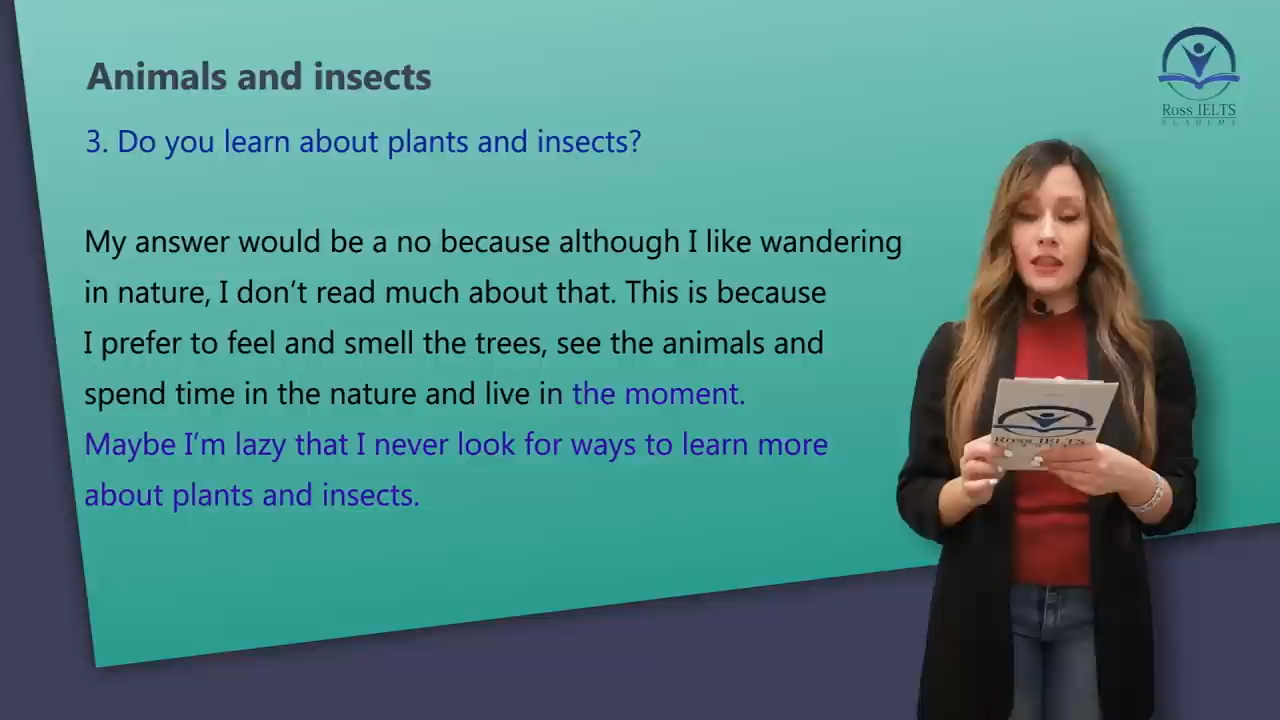 Ross IELTS
ACADEMY
Animals and insects
3. Do you learn about plants and insects?
My answer would be a no because although I like wandering
in nature, I don't read much about that. This is because
I prefer to feel and smell the trees, see the animals and
spend time in the nature and live in the moment.
Maybe I'm lazy that I never look for ways to learn more
about plants and insects.
Ross IELTS